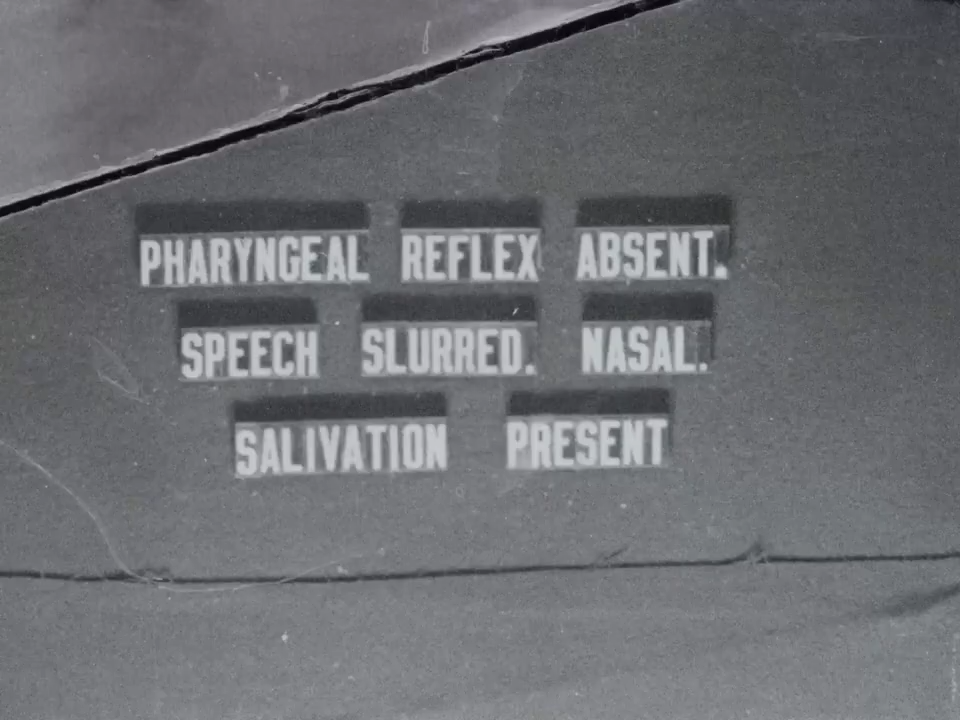 PHARYNGEAL REFLEX ABSENT.
SPEECH SLURRED. NASAL.
SALIVATION PRESENT